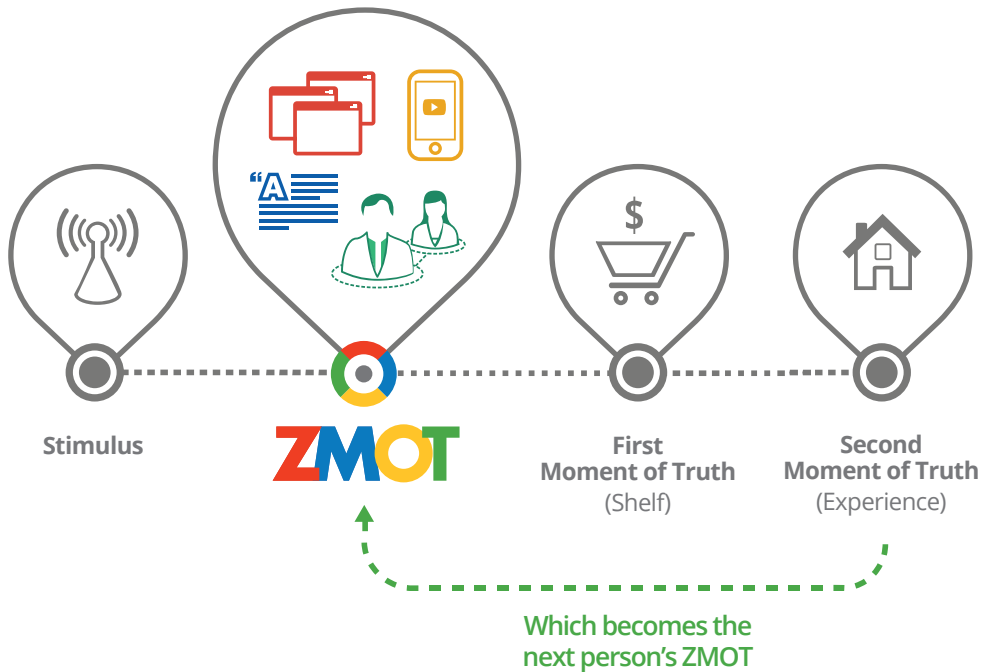 “A
$
Stimulus
ZMOT
First
Moment of Truth
(Shelf)
Second
Moment of Truth
(Experience)
Which becomes the
next person’s ZMOT